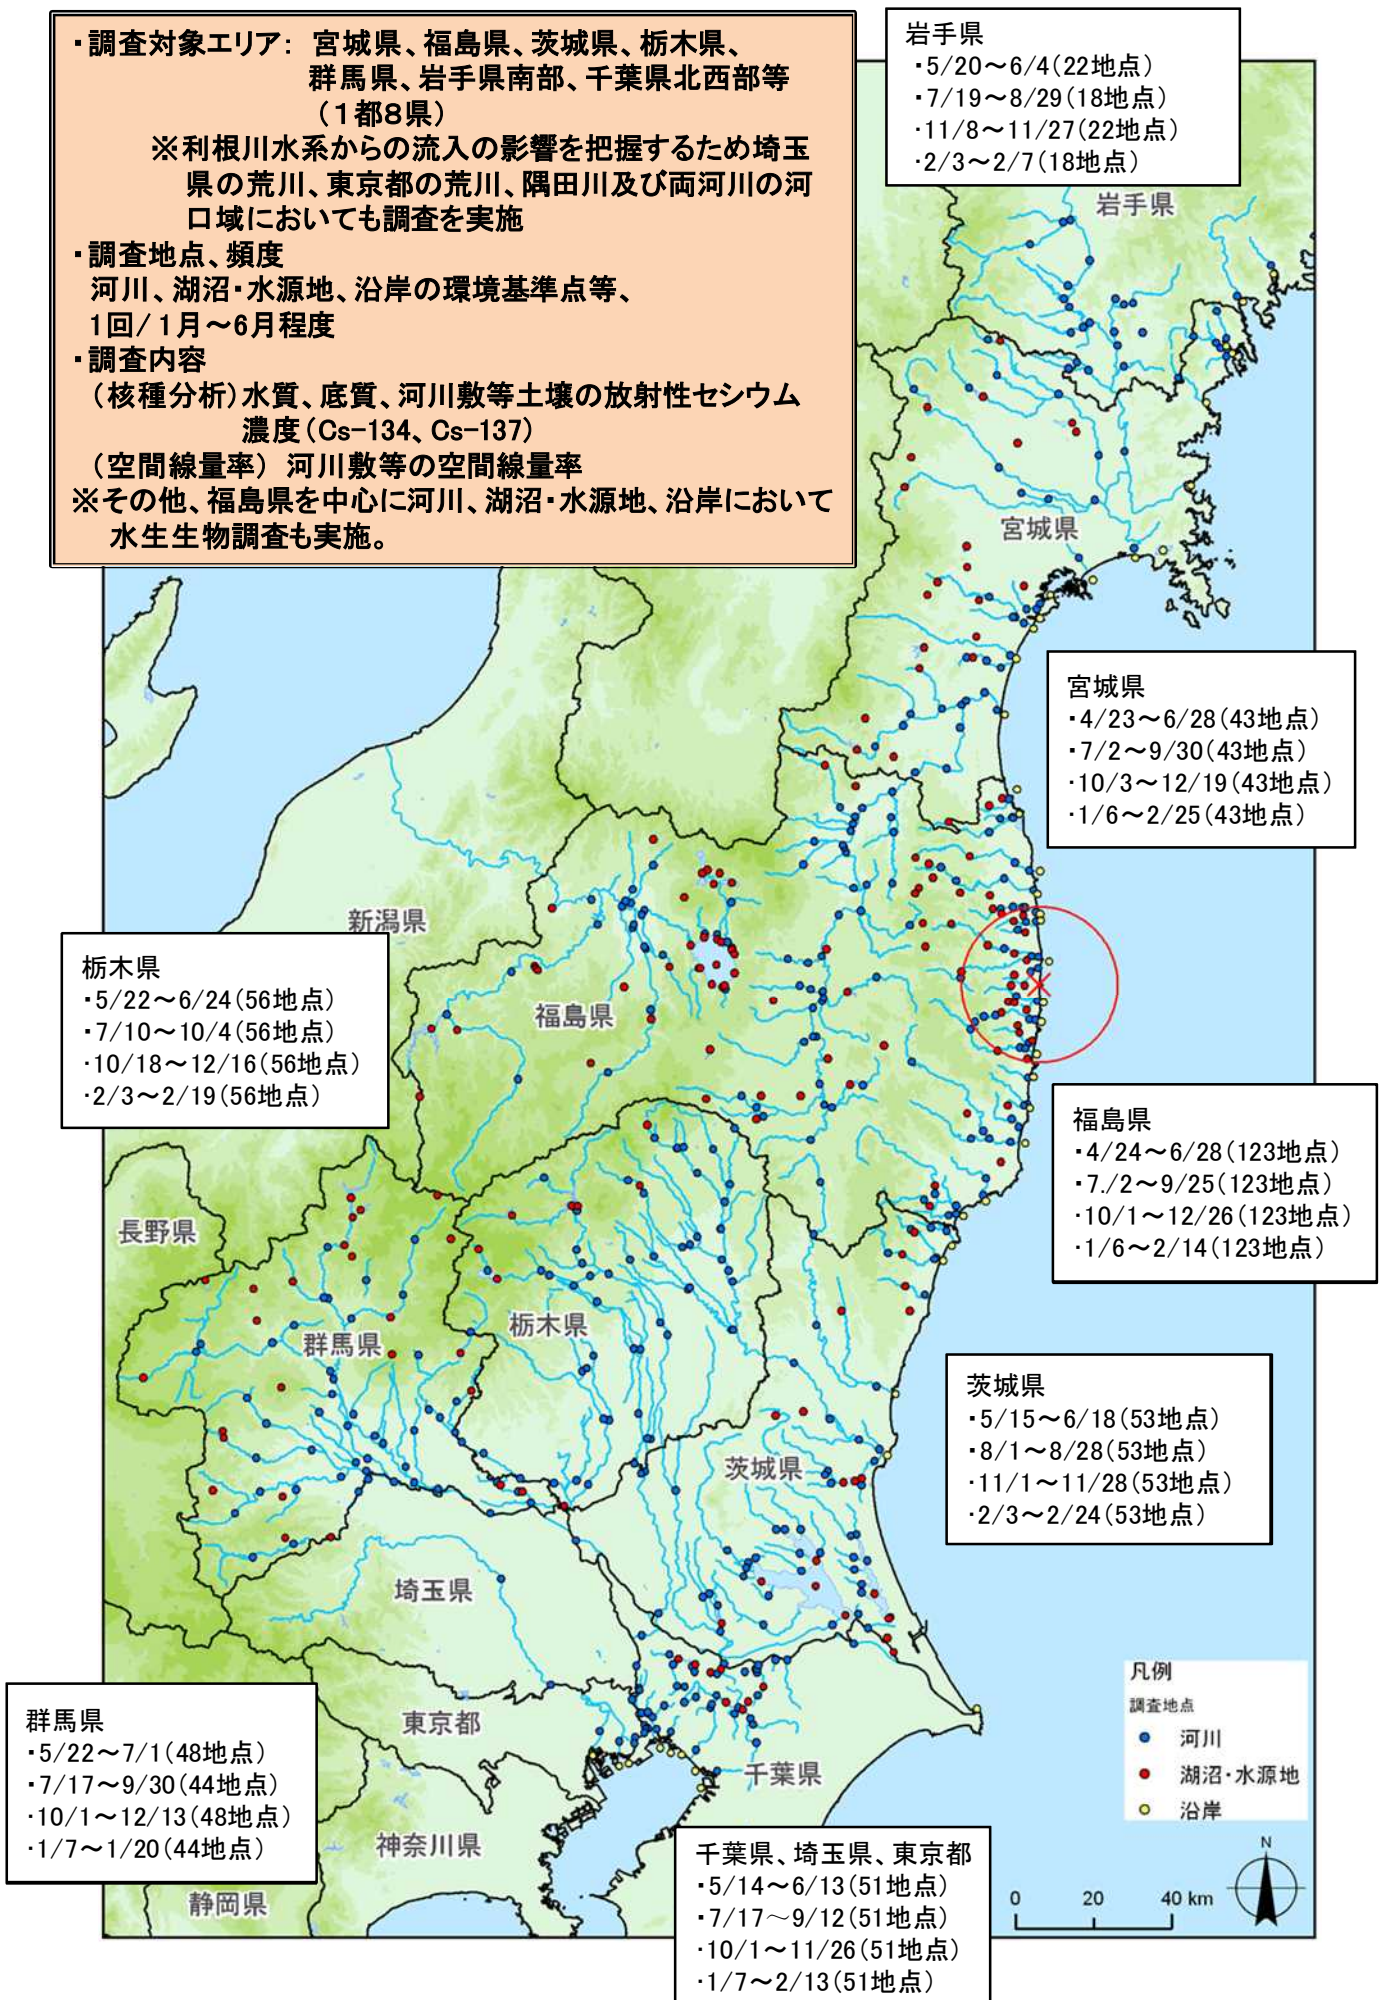 ・調査対象エリア： 宮城県、福島県、茨城県、栃木県、
群馬県、岩手県南部、千葉県北西部等
（１都８県）
※利根川水系からの流入の影響を把握するため埼玉
県の荒川、東京都の荒川、隅田川及び両河川の河
口域においても調査を実施
・調査地点、頻度
河川、湖沼・水源地、沿岸の環境基準点等、
1回/1月～6月程度
・調査内容
（核種分析）水質、底質、河川敷等土壌の放射性セシウム
濃度（Cs-134、Cs-137）
（空間線量率） 河川敷等の空間線量率
※その他、福島県を中心に河川、湖沼・水源地、沿岸において
水生生物調査も実施。
岩手県
・5/20～6/4(22地点)
・7/19～8/29(18地点)
・11/8～11/27(22地点)
・2/3～2/7(18地点)
岩手県
宮城県
宮城県
・4/23～6/28(43地点)
・7/2～9/30(43地点)
・10/3～12/19(43地点)
・1/6～2/25(43地点)
新潟県
栃木県
・5/22～6/24(56地点)
・7/10～10/4(56地点)
・10/18～12/16(56地点)
・2/3～2/19(56地点)
福島県
福島県
・4/24～6/28(123地点)
・7./2～9/25(123地点)
・10/1～12/26(123地点)
・1/6～2/14(123地点)
長野県
群馬県
栃木県
茨城県
・5/15～6/18(53地点)
・8/1～8/28(53地点)
・11/1～11/28(53地点)
・2/3～2/24(53地点)
茨城県
埼玉県
群馬県
・5/22～7/1(48地点)
・7/17～9/30(44地点)
・10/1～12/13(48地点)
・1/7～1/20(44地点)
東京都
千葉県
神奈川県
静岡県
凡例
調査地点
河川
湖沼・水源地
沿岸
千葉県、埼玉県、東京都
・5/14～6/13(51地点)
・7/17～9/12(51地点)
・10/1～11/26(51地点)
・1/7～2/13(51地点)
0 20 40 km
N